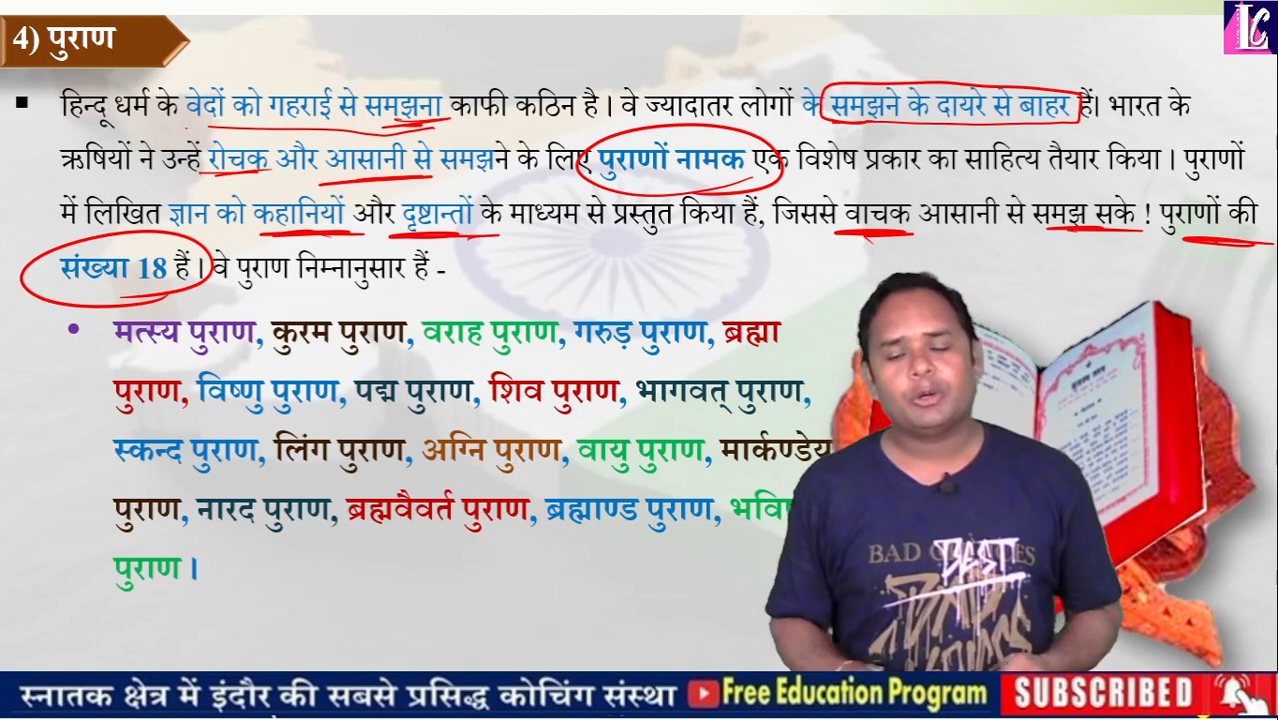 4) पुराण
LC
▪ हिन्दू धर्म के वेदों को गहराई से समझना काफी कठिन है। वे ज्यादातर लोगों के समझने के दायरे से बाहर हैं। भारत के
ऋषियों ने उन्हें रोचक और आसानी से समझने के लिए पुराणों नामक एक विशेष प्रकार का साहित्य तैयार किया। पुराणों
में लिखित ज्ञान को कहानियों और दृष्टान्तों के माध्यम से प्रस्तुत किया हैं, जिससे वाचक आसानी से समझ सके ! पुराणों की
संख्या 18 हैं। वे पुराण निम्नानुसार हैं -
• मत्स्य पुराण, कुरम पुराण, वराह पुराण, गरुड़ पुराण, ब्रह्मा
पुराण, विष्णु पुराण, पद्म पुराण, शिव पुराण, भागवत् पुराण,
स्कन्द पुराण, लिंग पुराण, अग्नि पुराण, वायु पुराण, मार्कण्डेय
पुराण, नारद पुराण, ब्रह्मवैवर्त पुराण, ब्रह्माण्ड पुराण,
पुराण।
BAD
BEST
स्नातक क्षेत्र में इंदौर की सबसे प्रसिद्ध कोचिंग संस्था Free Education Program SUBSCRIBED